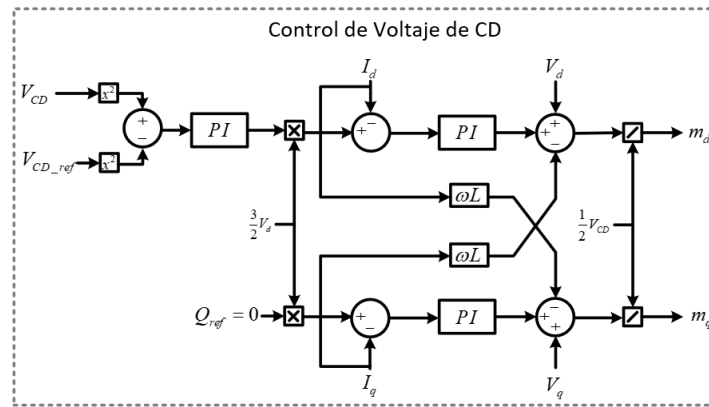 Control de Voltaje de CD
I_d
V_d
V_CD
x²
+
−
PI
×
+
−
PI
+
+
−
m_d
V_CD_ref
x²
3/2 V_d
ωL
1/2 V_CD
ωL
Q_ref = 0
×
+
−
PI
−
+
+
m_q
I_q
V_q